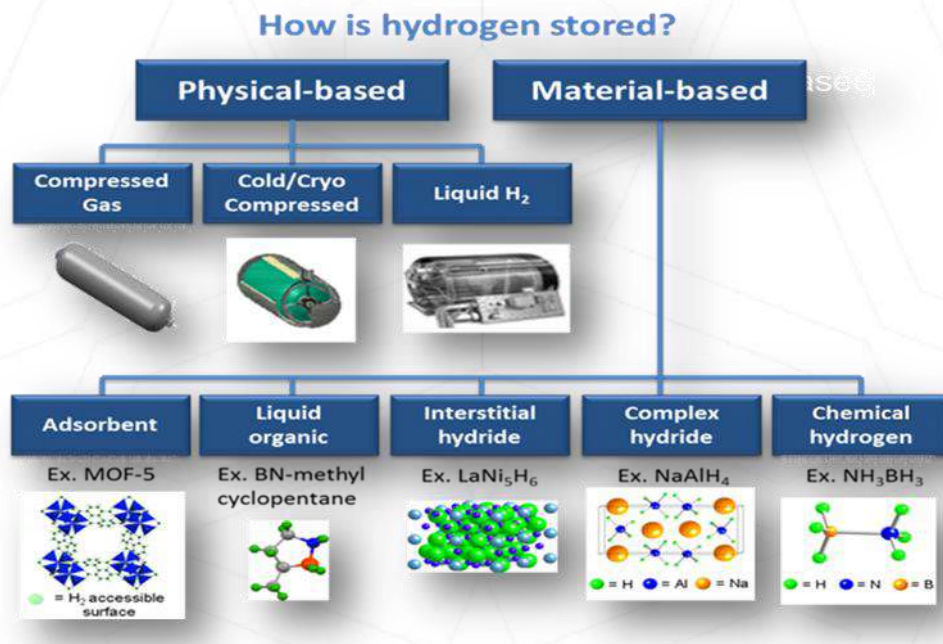 How is hydrogen stored?
Physical-based
Material-based
Compressed
Gas
Cold/Cryo
Compressed
Liquid H₂
Adsorbent
Liquid
organic
Interstitial
hydride
Complex
hydride
Chemical
hydrogen
Ex. MOF-5
Ex. BN-methyl
cyclopentane
Ex. LaNi₅H₆
Ex. NaAlH₄
Ex. NH₃BH₃
= H₂ accessible
surface
= H = Al = Na
= H = N = B